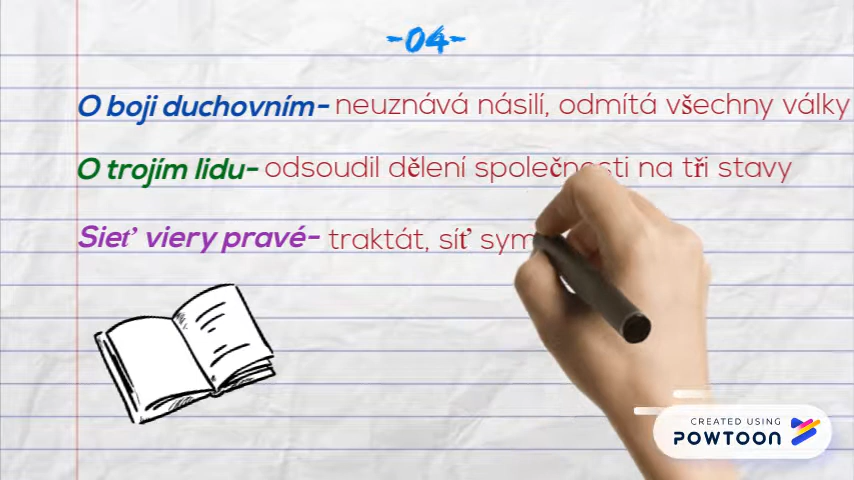 -04-
O boji duchovním- neuznává násilí, odmítá všechny války
O trojím lidu- odsoudil dělení společnosti na tři stavy
Sieť viery pravé- traktát, síť sym
CREATED USING
POWTOON